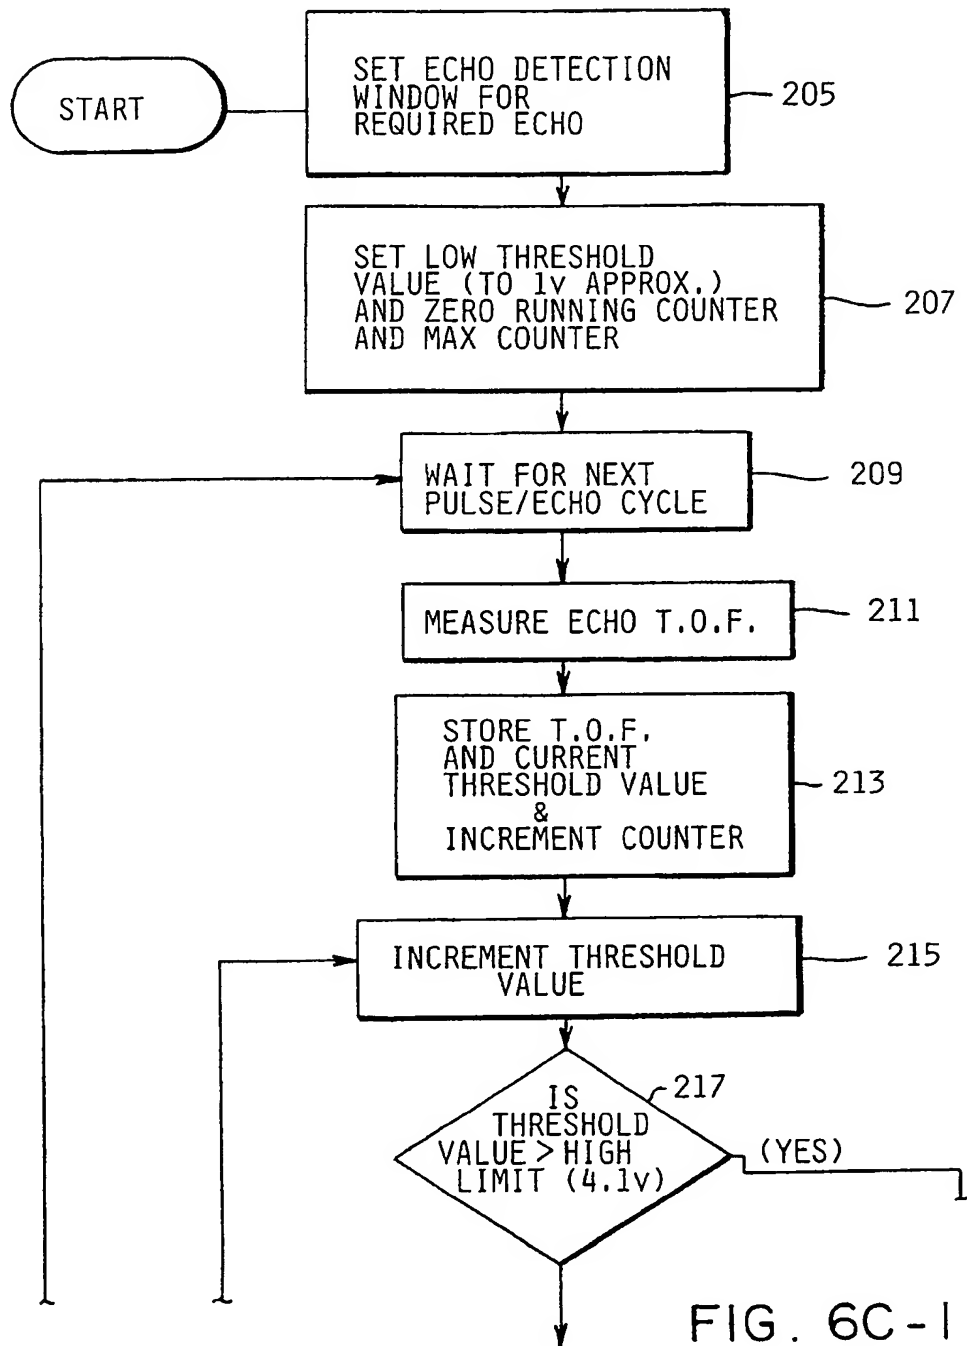 START
SET ECHO DETECTION
WINDOW FOR
REQUIRED ECHO
205
SET LOW THRESHOLD
VALUE (TO 1v APPROX.)
AND ZERO RUNNING COUNTER
AND MAX COUNTER
207
WAIT FOR NEXT
PULSE/ECHO CYCLE
209
MEASURE ECHO T.O.F.
211
STORE T.O.F.
AND CURRENT
THRESHOLD VALUE
&
INCREMENT COUNTER
213
INCREMENT THRESHOLD
VALUE
215
IS
THRESHOLD
VALUE > HIGH
LIMIT (4.1v)
217
(YES)
FIG. 6C-1